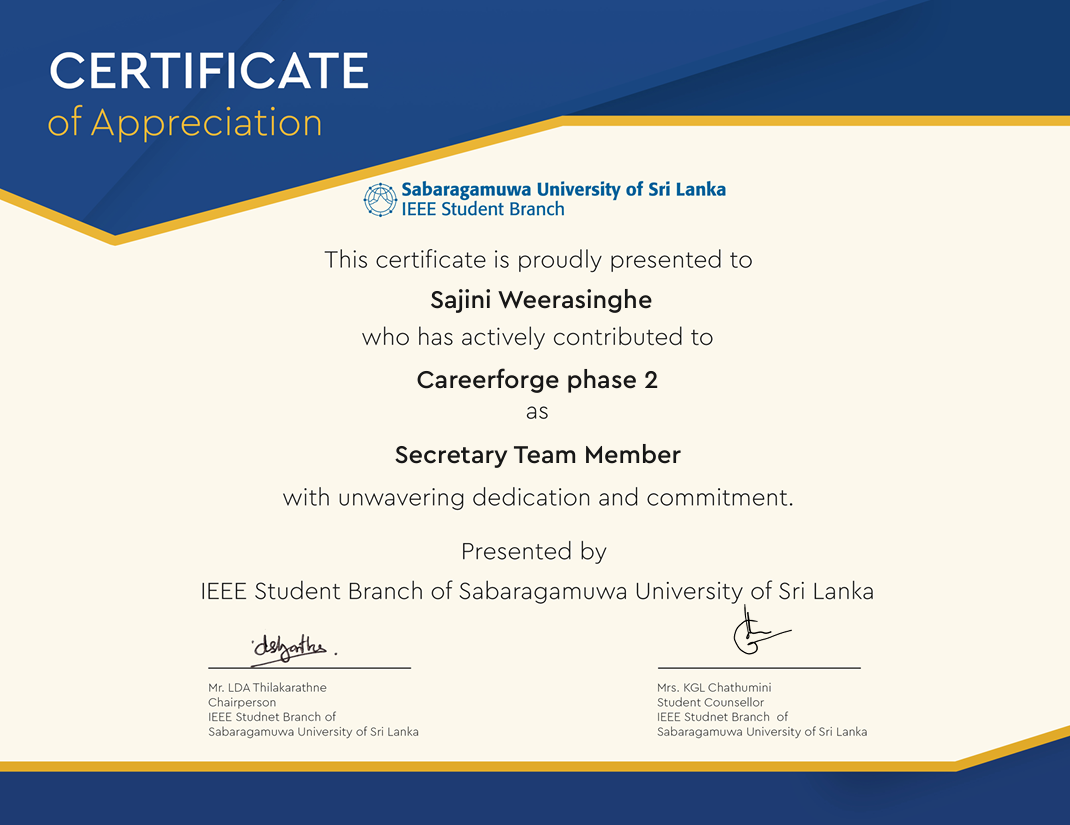 CERTIFICATE
of Appreciation
Sabaragamuwa University of Sri Lanka
IEEE Student Branch
This certificate is proudly presented to
Sajini Weerasinghe
who has actively contributed to
Careerforge phase 2
as
Secretary Team Member
with unwavering dedication and commitment.
Presented by
IEEE Student Branch of Sabaragamuwa University of Sri Lanka
Mr. LDA Thilakarathne
Chairperson
IEEE Studnet Branch of
Sabaragamuwa University of Sri Lanka
Mrs. KGL Chathumini
Student Counsellor
IEEE Studnet Branch of
Sabaragamuwa University of Sri Lanka